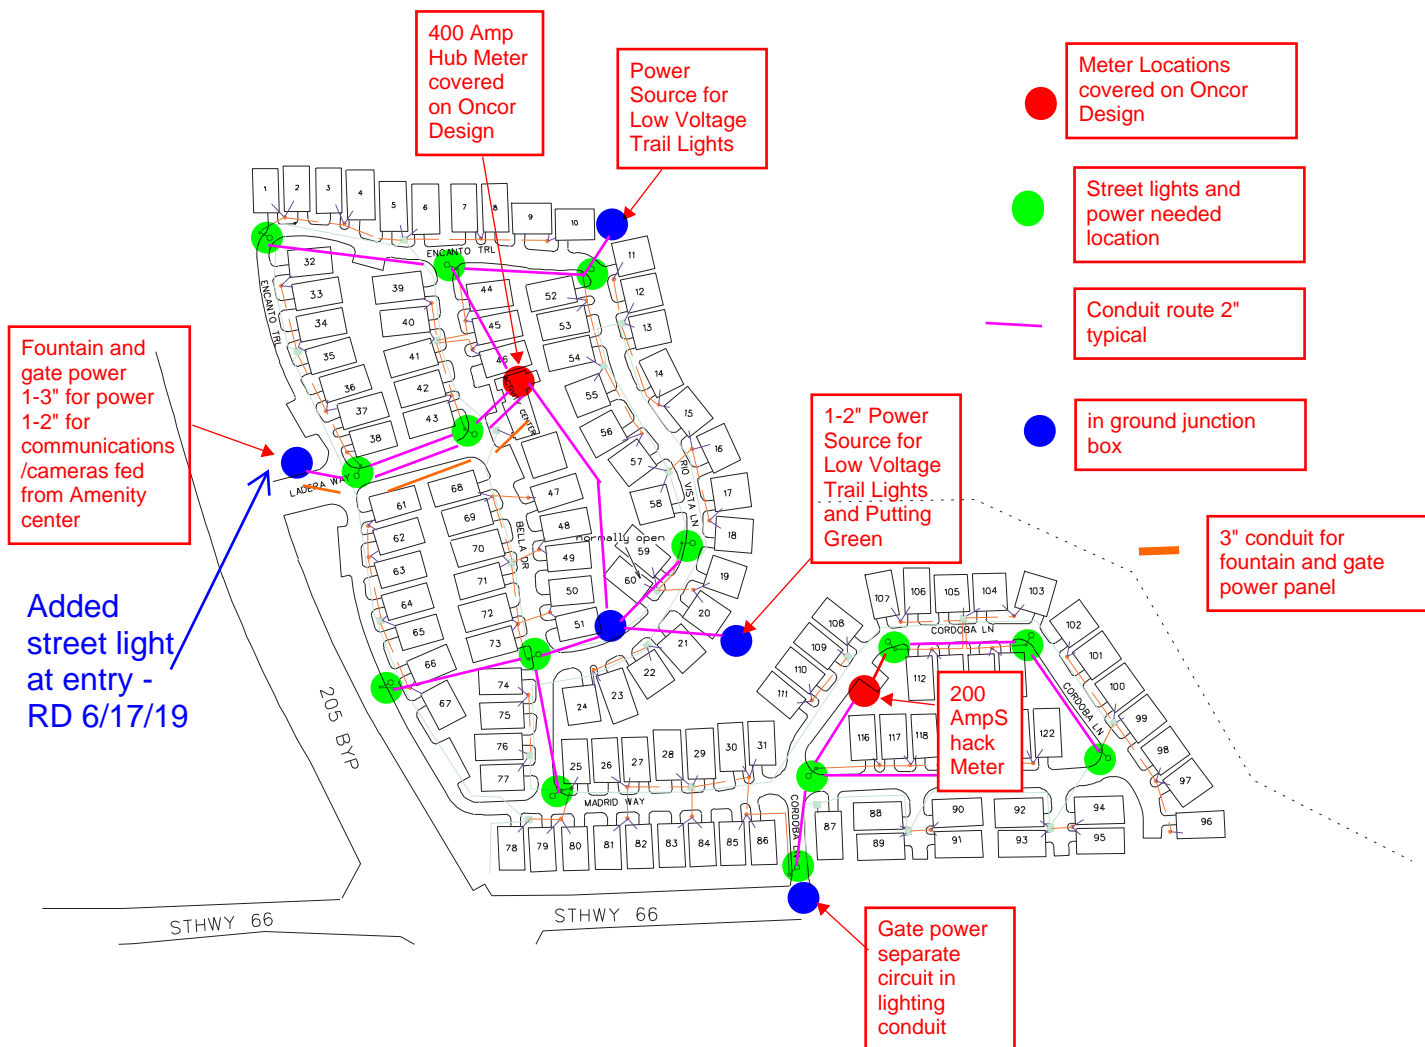 400 Amp
Hub Meter
covered
on Oncor
Design
Power
Source for
Low Voltage
Trail Lights
Meter Locations
covered on Oncor
Design
Street lights and
power needed
location
Conduit route 2"
typical
in ground junction
box
3" conduit for
fountain and gate
power panel
Fountain and
gate power
1-3" for power
1-2" for
communications
/cameras fed
from Amenity
center
Added
street light
at entry -
RD 6/17/19
1-2" Power
Source for
Low Voltage
Trail Lights
and Putting
Green
200
AmpS
hack
Meter
Gate power
separate
circuit in
lighting
conduit
1
2
3
4
5
6
7
8
9
10
11
12
13
14
15
16
17
18
19
20
21
22
23
24
25
26
27
28
29
30
31
32
33
34
35
36
37
38
39
40
41
42
43
44
45
46
47
48
49
50
51
52
53
54
55
56
57
58
59
60
61
62
63
64
65
66
67
68
69
70
71
72
73
74
75
76
77
78
79
80
81
82
83
84
85
86
87
88
89
90
91
92
93
94
95
96
97
98
99
100
101
102
103
104
105
106
107
108
109
110
111
112
116
117
118
122
ENCANTO TRL
ENCANTO TRL
LADERA WAY
BELLA DR
RIO VISTA LN
normally open
CENTER
MADRID WAY
CORDOBA LN
CORDOBA LN
CORDOBA LN
205 BYP
STHWY 66
STHWY 66